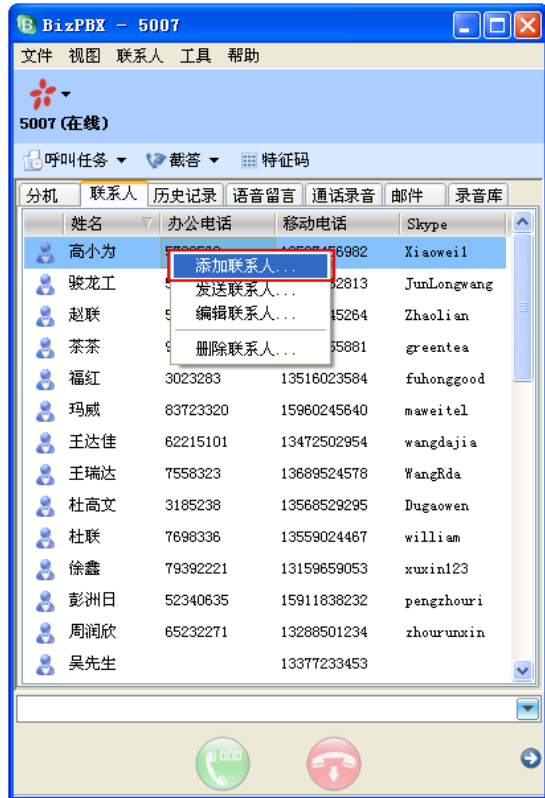 BizPBX - 5007
文件 视图 联系人 工具 帮助
5007 (在线)
呼叫任务 截答 特征码
分机 联系人 历史记录 语音留言 通话录音 邮件 录音库
姓名 办公电话 移动电话 Skype
高小为 6982 Xiaowei1
添加联系人...
骏龙工 2813 JunLongwang
发送联系人...
赵联 5264 Zhaolian
编辑联系人...
茶茶 5881 greentea
删除联系人...
福红 3023283 13516023584 fuhonggood
玛威 83723320 15960245640 maweitel
王达佳 62215101 13472502954 wangdajia
王瑞达 7558323 13689524578 WangRda
杜高文 3185238 13568529295 Dugaowen
杜联 7698336 13559024467 william
徐鑫 79392221 13159659053 xuxin123
彭洲日 52340635 15911838232 pengzhouri
周润欣 65232271 13288501234 zhourunxin
吴先生 13377233453